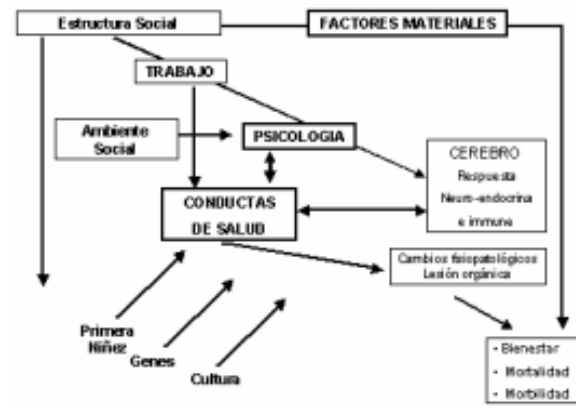 Estructura Social
FACTORES MATERIALES
TRABAJO
Ambiente
Social
PSICOLOGIA
CEREBRO
Respuesta
Neuro-endocrina
e immune
CONDUCTAS
DE SALUD
Cambios fisiopatológicos
Lesión orgánica
Primera
Niñez
Genes
Cultura
• Bienestar
• Mortalidad
• Morbilidad